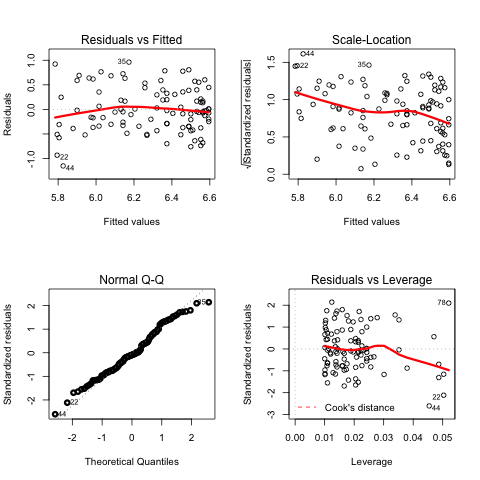 Residuals vs Fitted
Residuals
1.0
0.5
0.0
-1.0
35
22
44
5.8 6.0 6.2 6.4 6.6
Fitted values
Scale-Location
√|Standardized residuals|
1.5
1.0
0.5
0.0
44
22
35
5.8 6.0 6.2 6.4 6.6
Fitted values
Normal Q-Q
Standardized residuals
2
1
0
-1
-2
35
22
44
-2 -1 0 1 2
Theoretical Quantiles
Residuals vs Leverage
Standardized residuals
2
1
0
-1
-2
-3
78
22
44
Cook's distance
0.00 0.01 0.02 0.03 0.04 0.05
Leverage